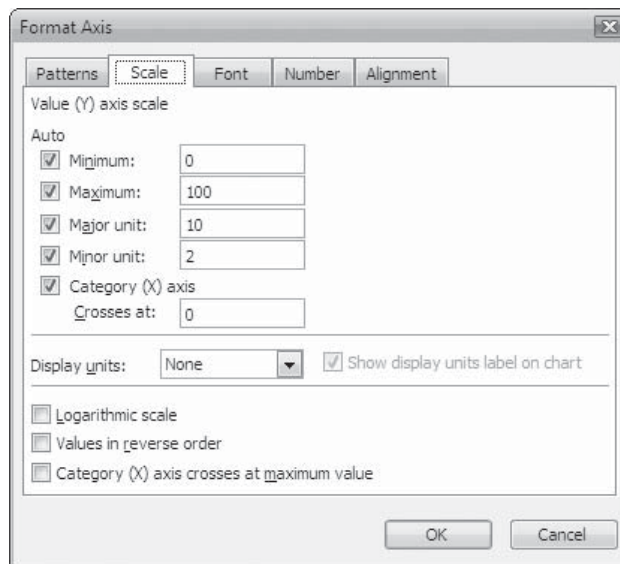 Format Axis
Patterns Scale Font Number Alignment
Value (Y) axis scale
Auto
Minimum: 0
Maximum: 100
Major unit: 10
Minor unit: 2
Category (X) axis
Crosses at: 0
Display units: None Show display units label on chart
Logarithmic scale
Values in reverse order
Category (X) axis crosses at maximum value
OK Cancel